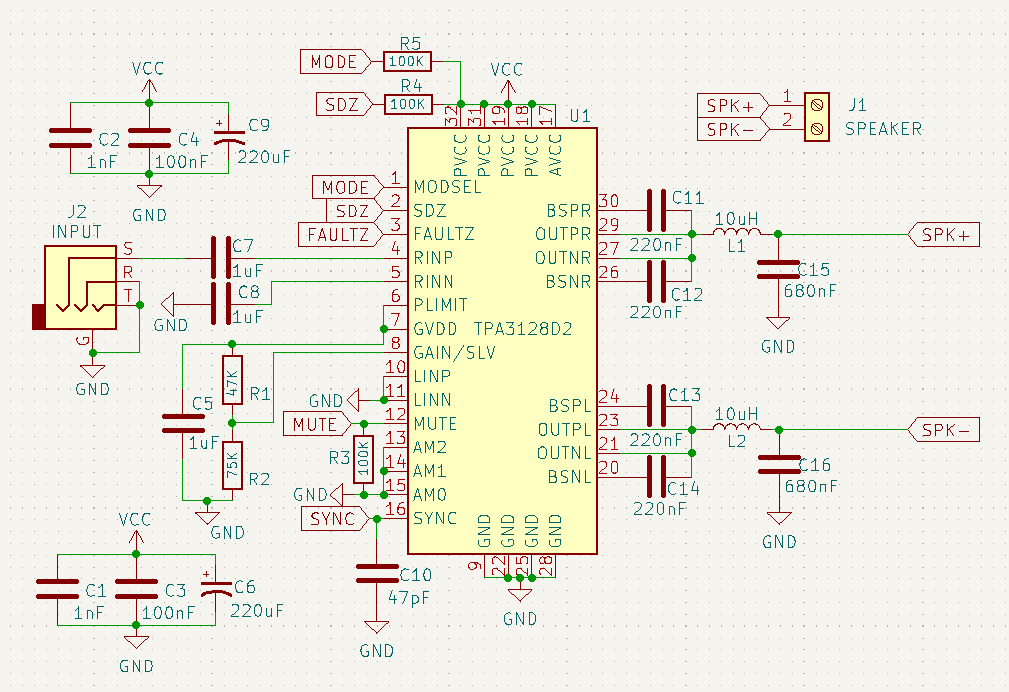 VCC
C2
1nF
C4
100nF
C9
220uF
+
GND
MODE
R5
100K
SDZ
R4
100K
VCC
32
31
19
18
17
PVCC
PVCC
PVCC
PVCC
AVCC
U1
SPK+
1
SPK-
2
J1
SPEAKER
J2
INPUT
S
R
T
G
GND
C7
1uF
C8
1uF
GND
MODE
1
MODSEL
SDZ
2
SDZ
FAULTZ
3
FAULTZ
4
RINP
5
RINN
6
PLIMIT
7
GVDD
TPA3128D2
8
GAIN/SLV
10
LINP
GND
11
LINN
MUTE
12
MUTE
13
AM2
14
AM1
GND
15
AM0
SYNC
16
SYNC
R3
100K
47K
R1
C5
1uF
75K
R2
GND
BSPR
30
OUTPR
29
OUTNR
27
BSNR
26
C11
220nF
C12
220nF
10uH
L1
SPK+
C15
680nF
GND
BSPL
24
OUTPL
23
OUTNL
21
BSNL
20
C13
220nF
C14
220nF
10uH
L2
SPK-
C16
680nF
GND
GND
GND
GND
GND
9
22
25
28
GND
C10
47pF
GND
VCC
C1
1nF
C3
100nF
+
C6
220uF
GND